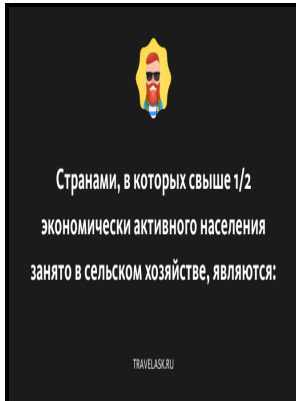 Странами, в которых свыше 1/2
экономически активного населения
занято в сельском хозяйстве, являются:
TRAVELASK.RU